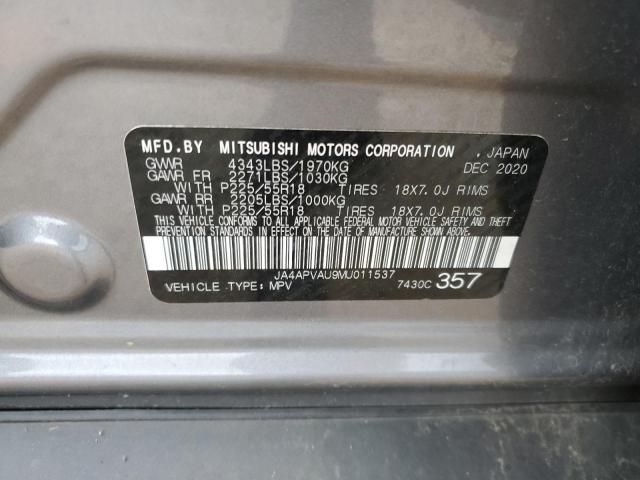 MFD.BY MITSUBISHI MOTORS CORPORATION , JAPAN
GVWR 4343LBS/1970KG DEC 2020
GAWR FR 2271LBS/1030KG
WITH P225/55R18 TIRES 18X7.0J RIMS
GAWR RR 2205LBS/1000KG
WITH P225/55R18 TIRES 18X7.0J RIMS
THIS VEHICLE CONFORMS TO ALL APPLICABLE FEDERAL MOTOR VEHICLE SAFETY, BUMPER AND THEFT
PREVENTION STANDARDS IN EFFECT ON THE DATE OF MANUFACTURE SHOWN ABOVE.
JA4APVAU9MU011537
VEHICLE TYPE: MPV 7430C 357